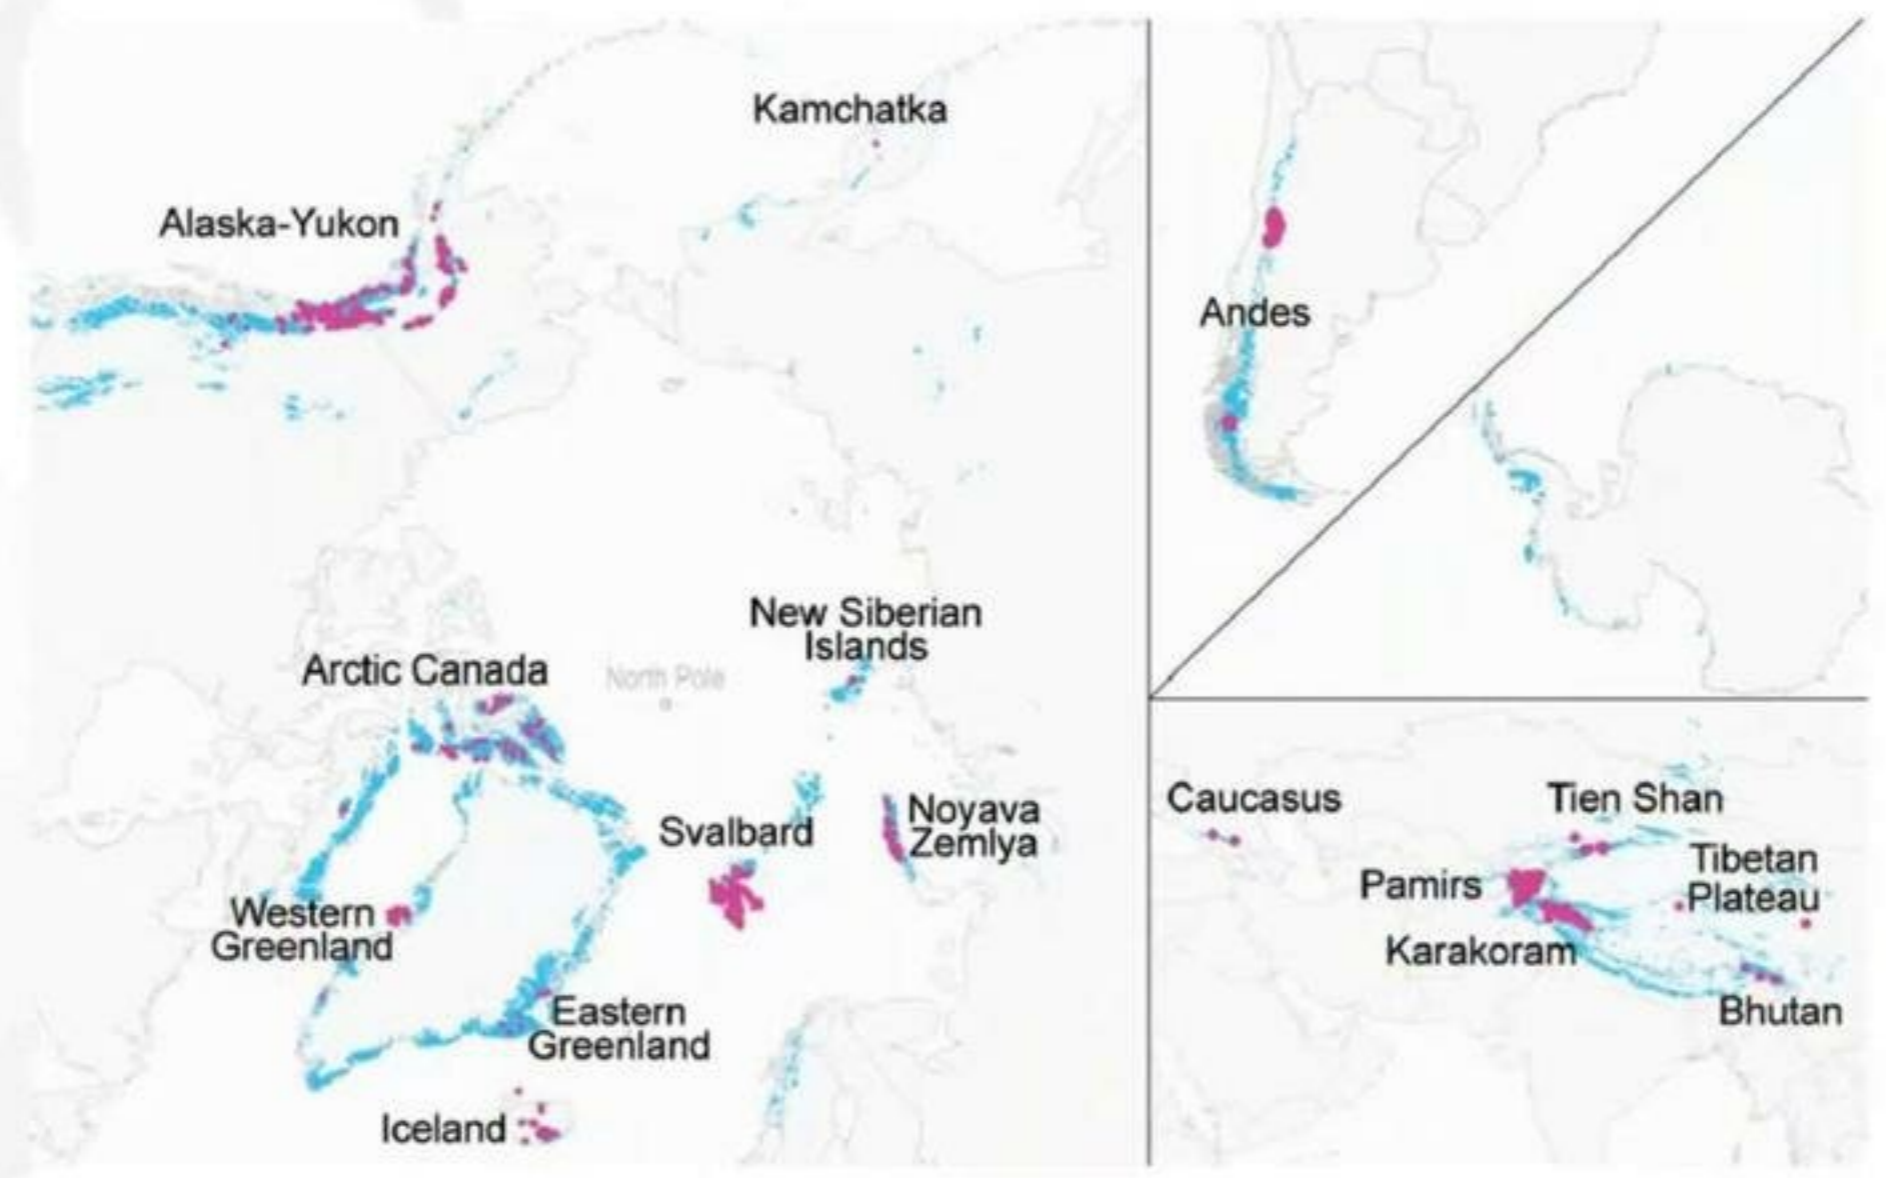 Kamchatka
Alaska-Yukon
Andes
New Siberian
Islands
Arctic Canada
North Pole
Svalbard
Noyava
Zemlya
Western
Greenland
Eastern
Greenland
Iceland
Caucasus
Tien Shan
Tibetan
Plateau
Pamirs
Karakoram
Bhutan